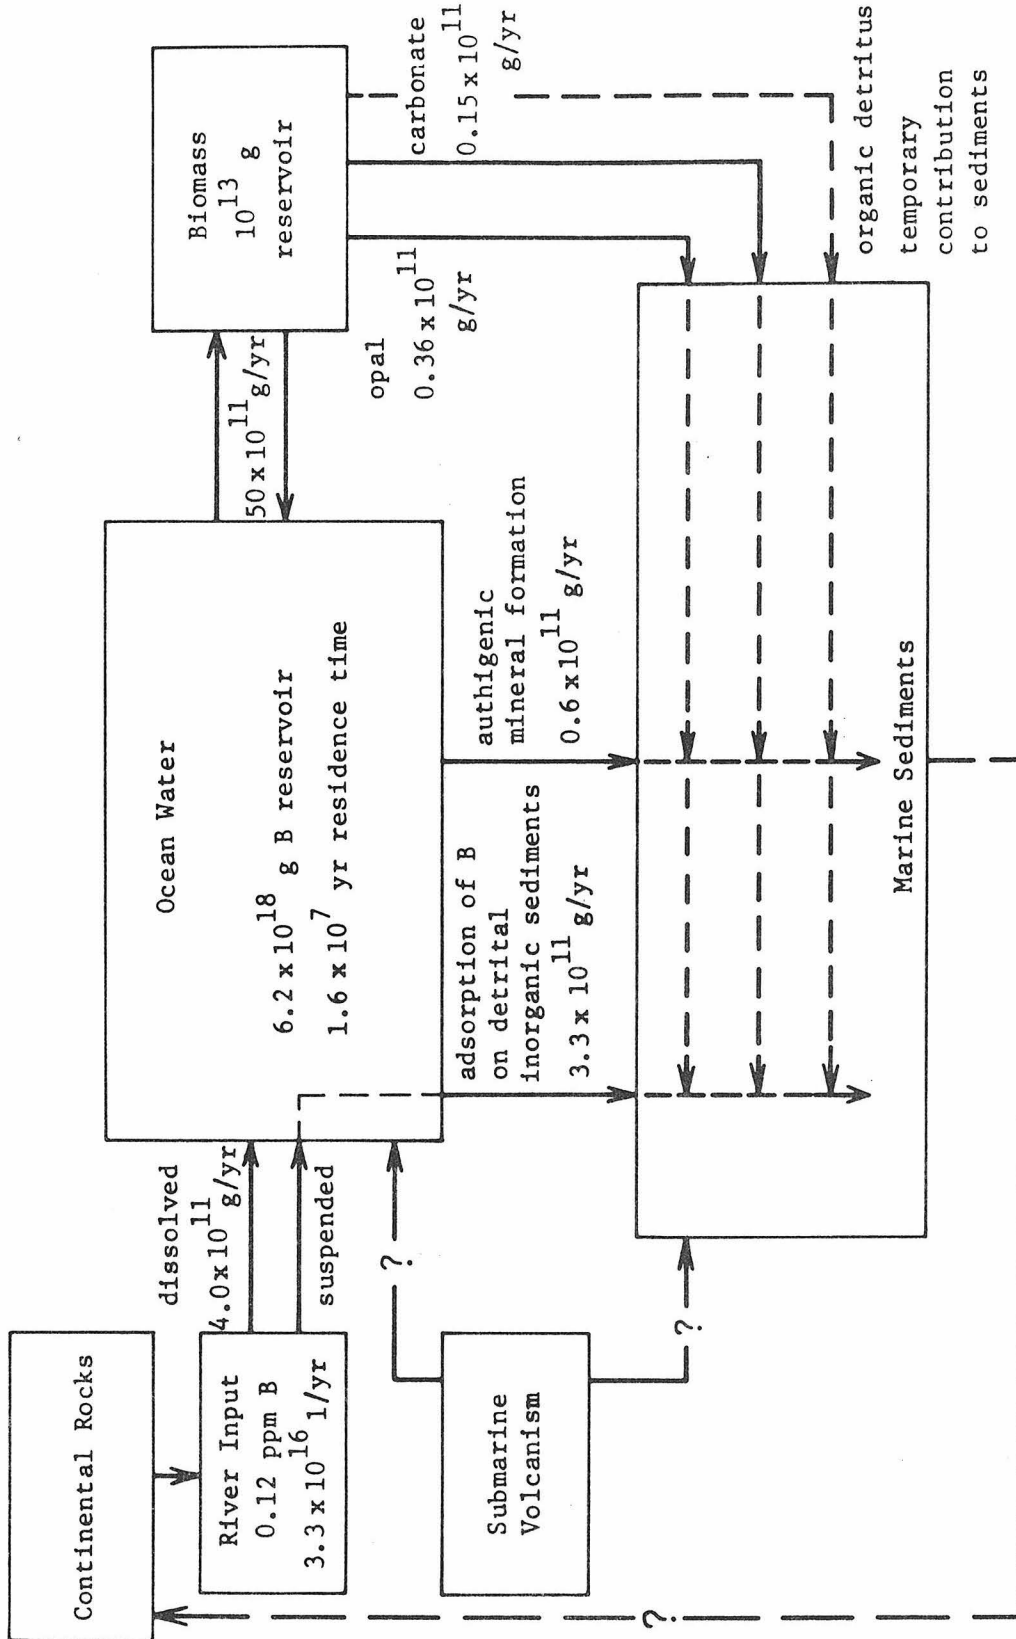 Continental Rocks
River Input
0.12 ppm B
3.3 x 10^16 l/yr
dissolved
4.0 x 10^11 g/yr
suspended
Submarine
Volcanism
?
?
?
Ocean Water
6.2 x 10^18 g B reservoir
1.6 x 10^7 yr residence time
adsorption of B
on detrital
inorganic sediments
3.3 x 10^11 g/yr
authigenic
mineral formation
0.6 x 10^11 g/yr
50 x 10^11 g/yr
Biomass
10^13 g
reservoir
opal
0.36 x 10^11
g/yr
carbonate
0.15 x 10^11
g/yr
organic detritus
temporary
contribution
to sediments
Marine Sediments